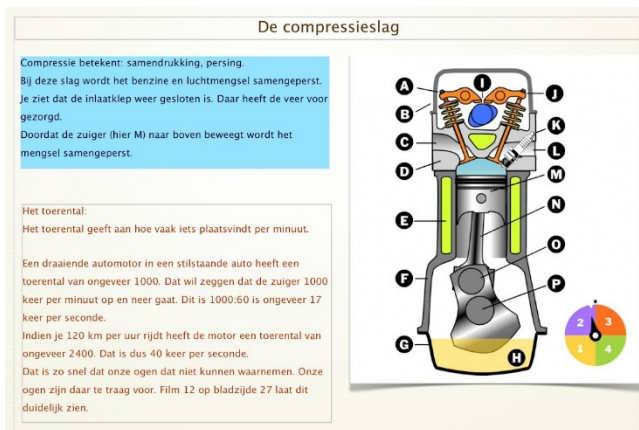 De compressieslag
Compressie betekent: samendrukking, persing.
Bij deze slag wordt het benzine en luchtmengsel samengeperst.
Je ziet dat de inlaatklep weer gesloten is. Daar heeft de veer voor
gezorgd.
Doordat de zuiger (hier M) naar boven beweegt wordt het
mengsel samengeperst.
Het toerental:
Het toerental geeft aan hoe vaak iets plaatsvindt per minuut.
Een draaiende automotor in een stilstaande auto heeft een
toerental van ongeveer 1000. Dat wil zeggen dat de zuiger 1000
keer per minuut op en neer gaat. Dit is 1000:60 is ongeveer 17
keer per seconde.
Indien je 120 km per uur rijdt heeft de motor een toerental van
ongeveer 2400. Dat is dus 40 keer per seconde.
Dat is zo snel dat onze ogen dat niet kunnen waarnemen. Onze
ogen zijn daar te traag voor. Film 12 op bladzijde 27 laat dit
duidelijk zien.
A
I
J
B
K
C
L
D
M
E
N
O
F
P
G
H
2
3
1
4